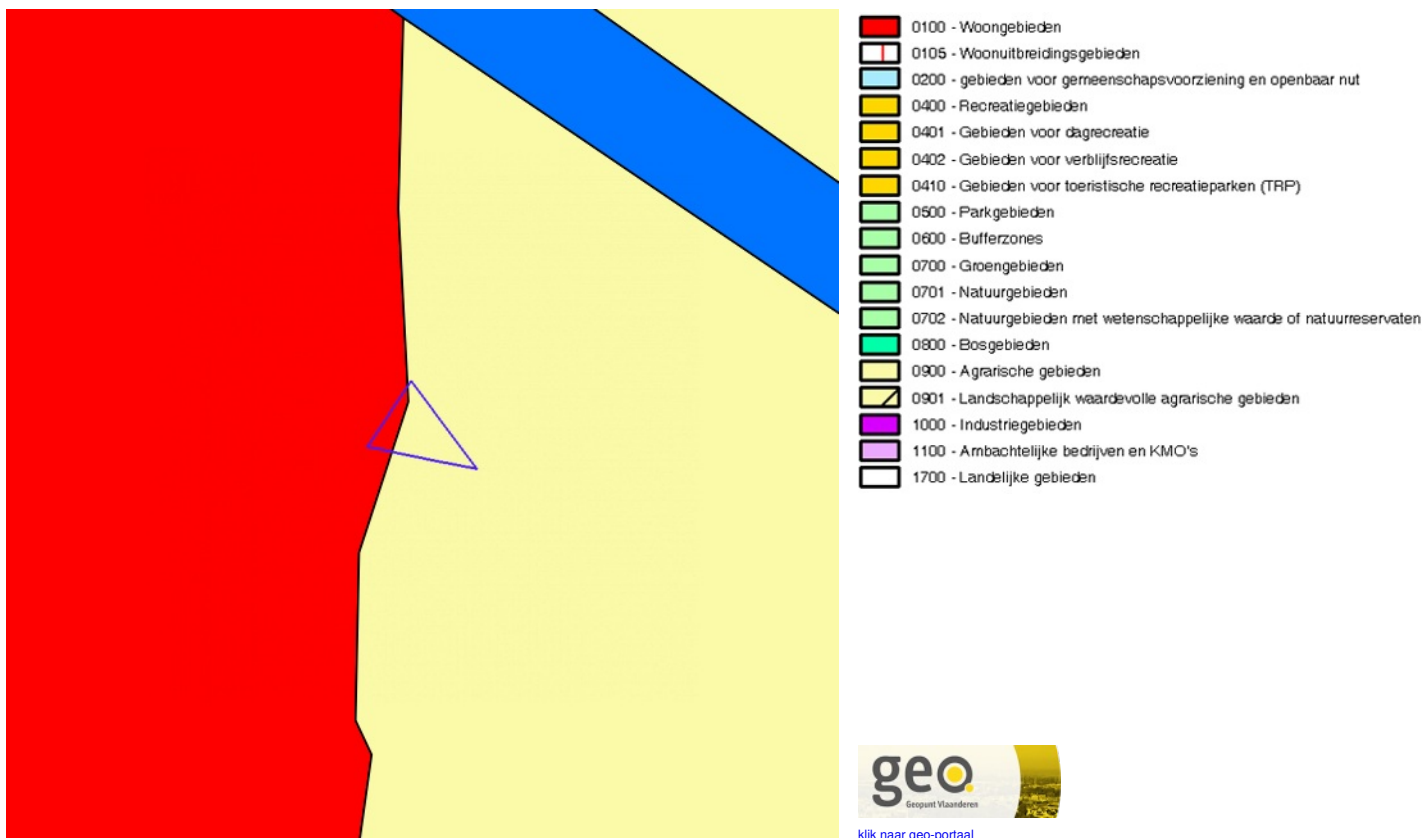 0100 - Woongebieden
0105 - Woonuitbreidingsgebieden
0200 - gebieden voor gemeenschapsvoorziening en openbaar nut
0400 - Recreatiegebieden
0401 - Gebieden voor dagrecreatie
0402 - Gebieden voor verblijfsrecreatie
0410 - Gebieden voor toeristische recreatieparken (TRP)
0500 - Parkgebieden
0600 - Bufferzones
0700 - Groengebieden
0701 - Natuurgebieden
0702 - Natuurgebieden met wetenschappelijke waarde of natuurreservaten
0800 - Bosgebieden
0900 - Agrarische gebieden
0901 - Landschappelijk waardevolle agrarische gebieden
1000 - Industriegebieden
1100 - Ambachtelijke bedrijven en KMO's
1700 - Landelijke gebieden
geo.
Geopunt Vlaanderen
klik naar geo-portaal